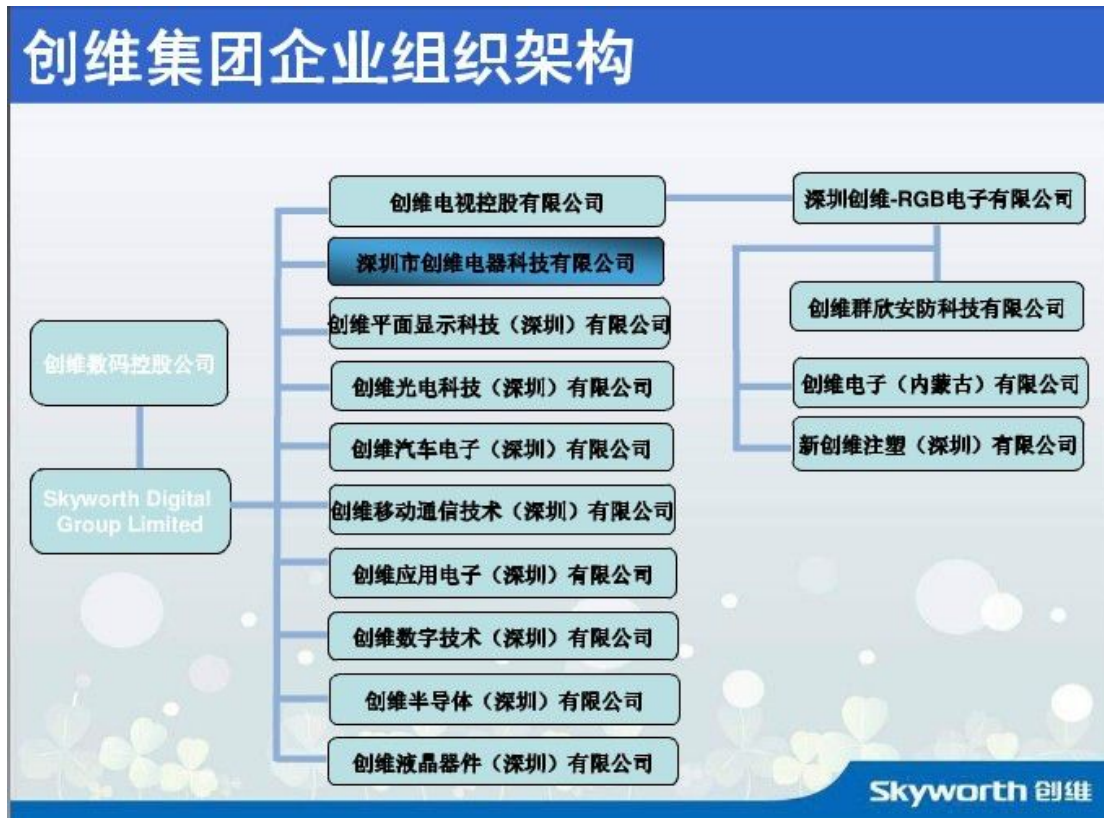 创维集团企业组织架构
创维数码控股公司
Skyworth Digital
Group Limited
创维电视控股有限公司
深圳市创维电器科技有限公司
创维平面显示科技（深圳）有限公司
创维光电科技（深圳）有限公司
创维汽车电子（深圳）有限公司
创维移动通信技术（深圳）有限公司
创维应用电子（深圳）有限公司
创维数字技术（深圳）有限公司
创维半导体（深圳）有限公司
创维液晶器件（深圳）有限公司
深圳创维-RGB电子有限公司
创维群欣安防科技有限公司
创维电子（内蒙古）有限公司
新创维注塑（深圳）有限公司
Skyworth 创维